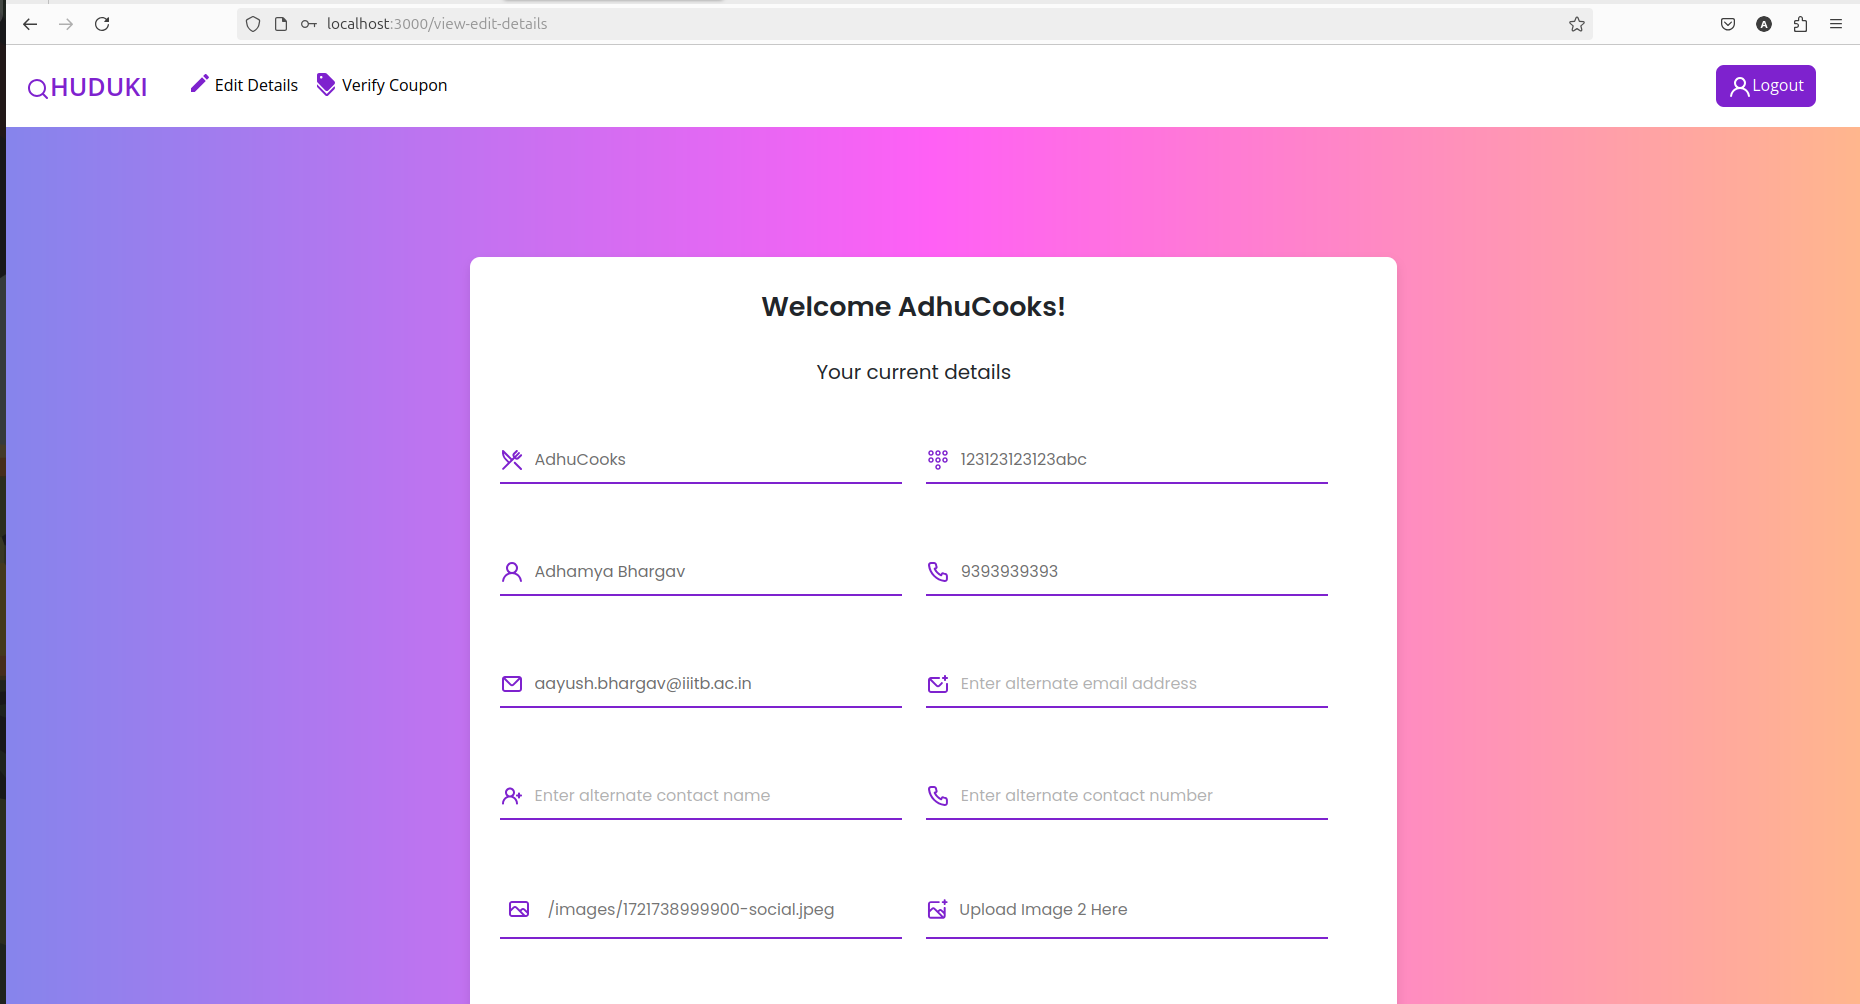 localhost:3000/view-edit-details
HUDUKI Edit Details Verify Coupon Logout
Welcome AdhuCooks!
Your current details
AdhuCooks 123123123123abc
Adhamya Bhargav 9393939393
aayush.bhargav@iiitb.ac.in Enter alternate email address
Enter alternate contact name Enter alternate contact number
/images/1721738999900-social.jpeg Upload Image 2 Here